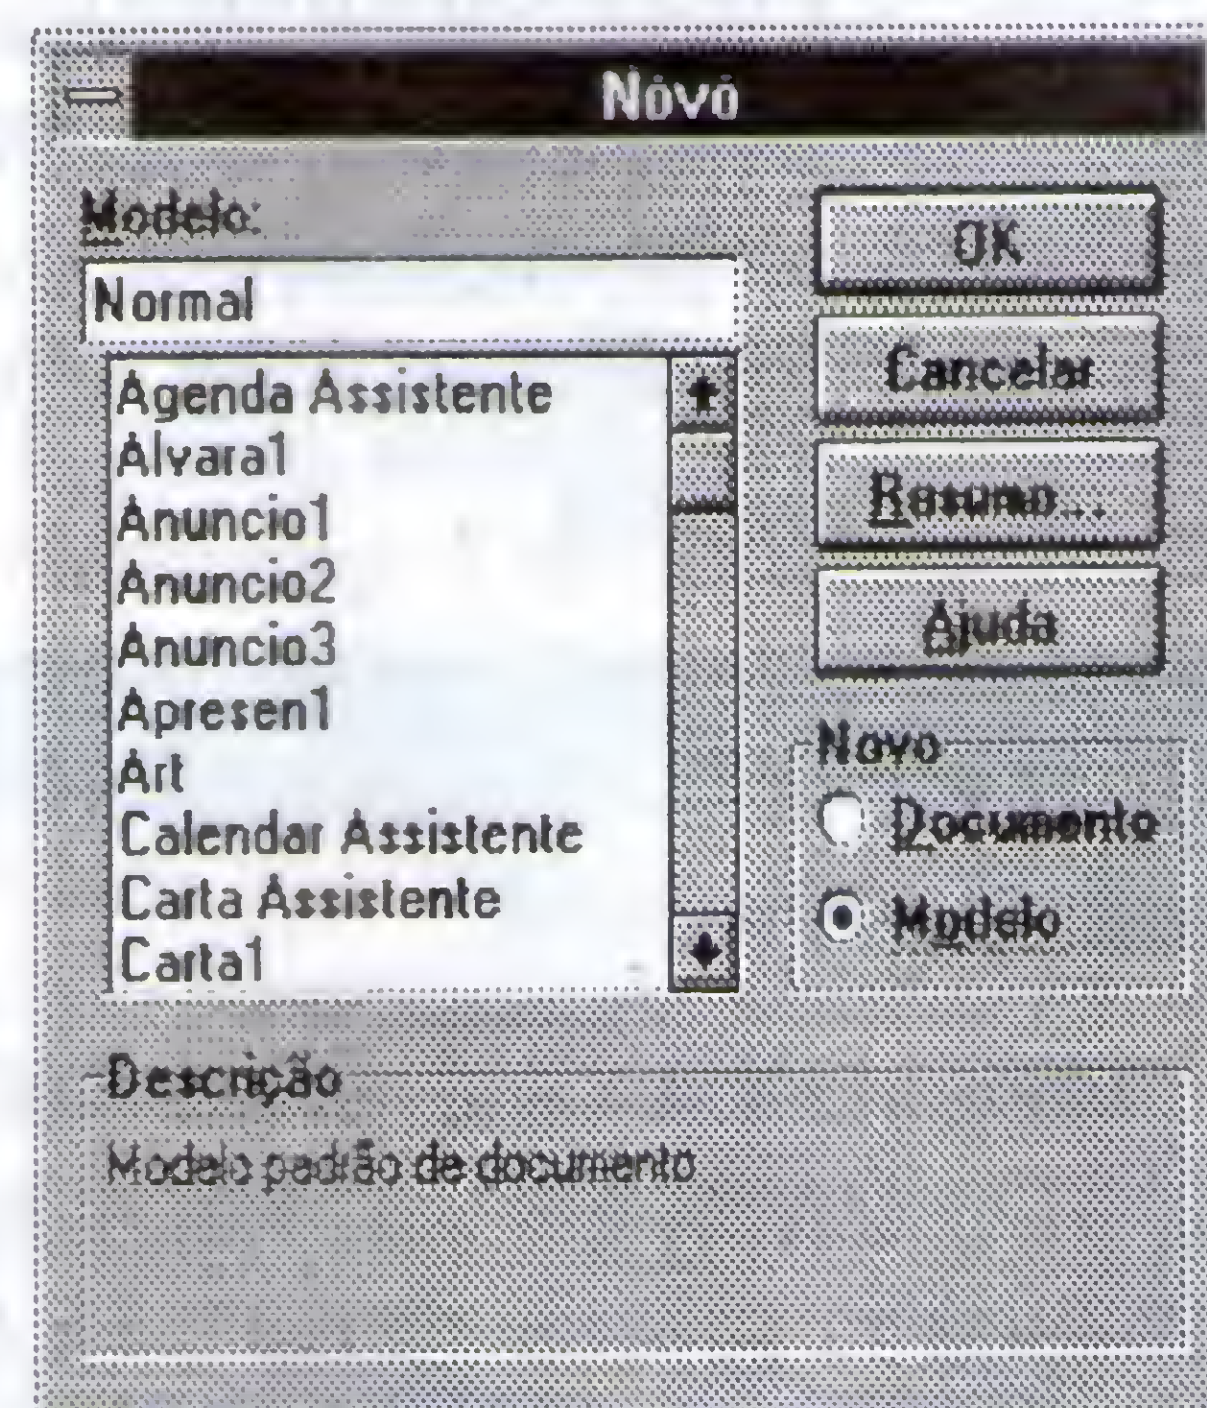 Novo
Modelo:
Normal
Agenda Assistente
Alvara1
Anuncio1
Anuncio2
Anuncio3
Apresen1
Art
Calendar Assistente
Carta Assistente
Carta1
OK
Cancelar
Resumo...
Ajuda
Novo
Documento
Modelo
Descrição
Modelo padrão de documento